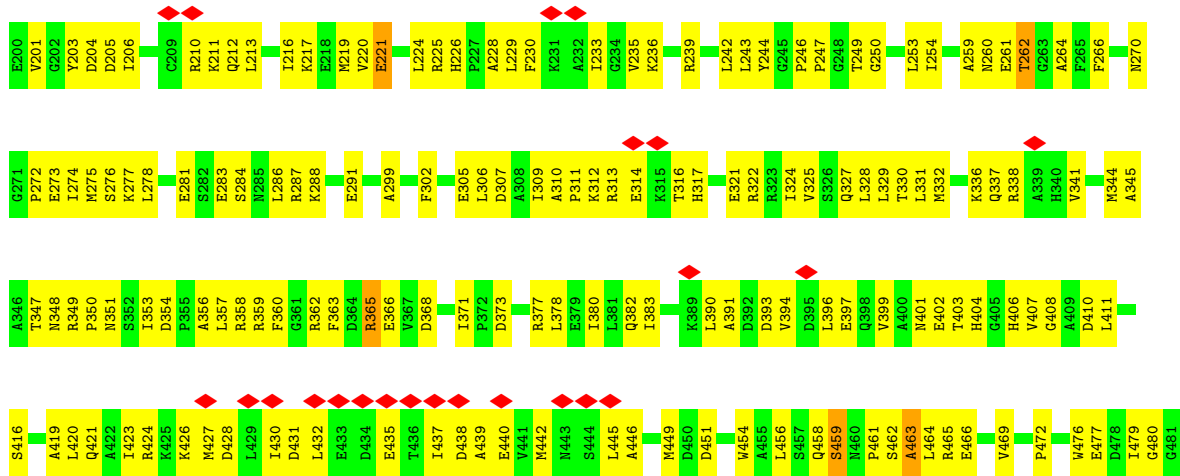 E200 V201 G202 Y203 D204 D205 I206 C209 R210 K211 Q212 L213 I216 K217 E218 M219 V220 E221 L224 R225 H226 P227 A228 L229 F230 K231 A232 I233 G234 V235 K236 R239 L242 L243 Y244 G245 P246 P247 G248 T249 G250 L253 I254 A259 N260 E261 T262 G263 A264 F265 F266 N270
G271 P272 E273 I274 M275 S276 K277 L278 E281 S282 E283 S284 N285 L286 R287 K288 E291 A299 F302 E305 L306 D307 A308 I309 A310 P311 K312 R313 E314 K315 T316 H317 E321 R322 R323 I324 V325 S326 Q327 L328 L329 T330 L331 M332 K336 Q337 R338 A339 H340 V341 M344 A345
A346 T347 N348 R349 P350 N351 S352 I353 D354 P355 A356 L357 R358 R359 F360 G361 R362 F363 D364 R365 E366 V367 D368 I371 P372 D373 R377 L378 E379 I380 L381 Q382 I383 K389 L390 A391 D392 D393 V394 D395 L396 E397 Q398 V399 A400 N401 E402 T403 H404 G405 H406 V407 G408 A409 D410 L411
S416 A419 L420 Q421 A422 I423 R424 K425 K426 M427 D428 L429 I430 D431 L432 E433 D434 E435 T436 I437 D438 A439 E440 V441 M442 N443 S444 L445 A446 M449 D450 D451 W454 A455 L456 S457 Q458 S459 N460 P461 S462 A463 L464 R465 E466 V469 P472 W476 E477 D478 I479 G480 G481